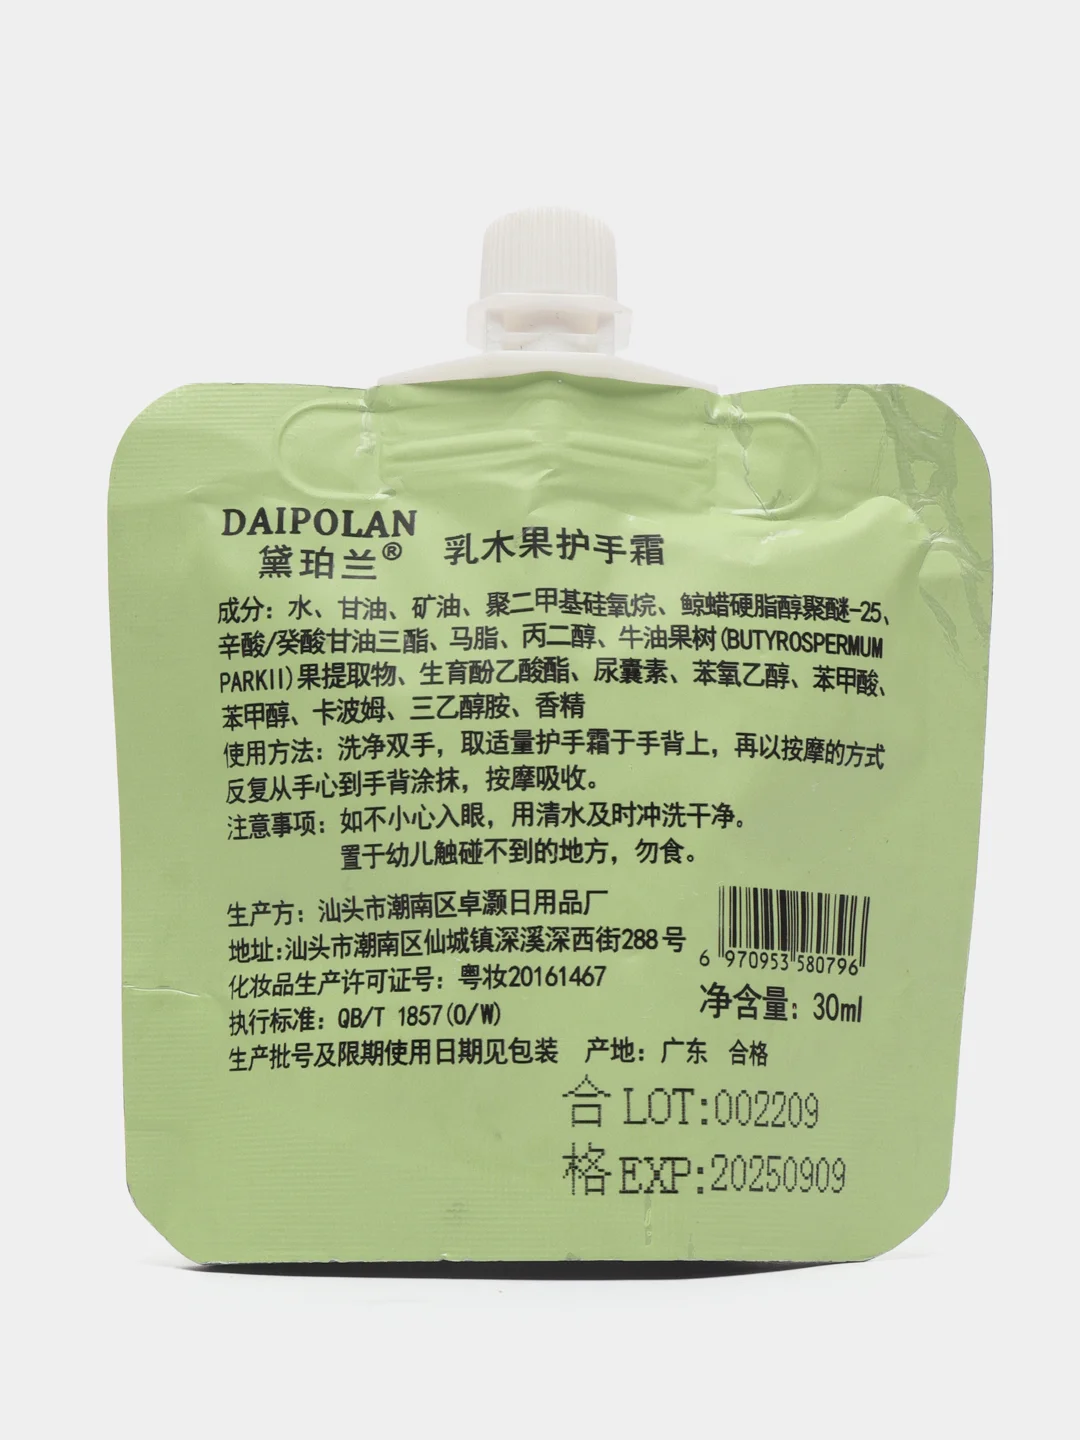 DAIPOLAN
黛珀兰® 乳木果护手霜
成分：水、甘油、矿油、聚二甲基硅氧烷、鲸蜡硬脂醇聚醚-25、
辛酸/癸酸甘油三酯、马脂、丙二醇、牛油果树(BUTYROSPERMUM
PARKII)果提取物、生育酚乙酸酯、尿囊素、苯氧乙醇、苯甲酸、
苯甲醇、卡波姆、三乙醇胺、香精
使用方法：洗净双手，取适量护手霜于手背上，再以按摩的方式
反复从手心到手背涂抹，按摩吸收。
注意事项：如不小心入眼，用清水及时冲洗干净。
置于幼儿触碰不到的地方，勿食。
生产方：汕头市潮南区卓灏日用品厂
地址:汕头市潮南区仙城镇深溪深西街288号
化妆品生产许可证号：粤妆20161467
执行标准：QB/T 1857(O/W)
生产批号及限期使用日期见包装 产地：广东 合格
6 970953 580796
净含量：30ml
合 LOT:002209
格 EXP:20250909